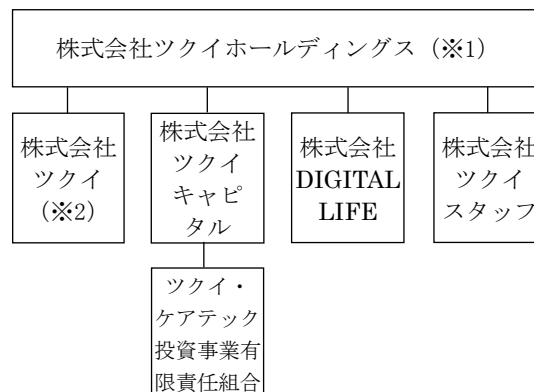 株式会社ツクイホールディングス（※1）
株式会社
ツクイ
（※2）
株式会社
ツクイ
キャピ
タル
株式会社
DIGITAL
LIFE
株式会社
ツクイ
スタッフ
ツクイ・
ケアテック
投資事業有
限責任組合